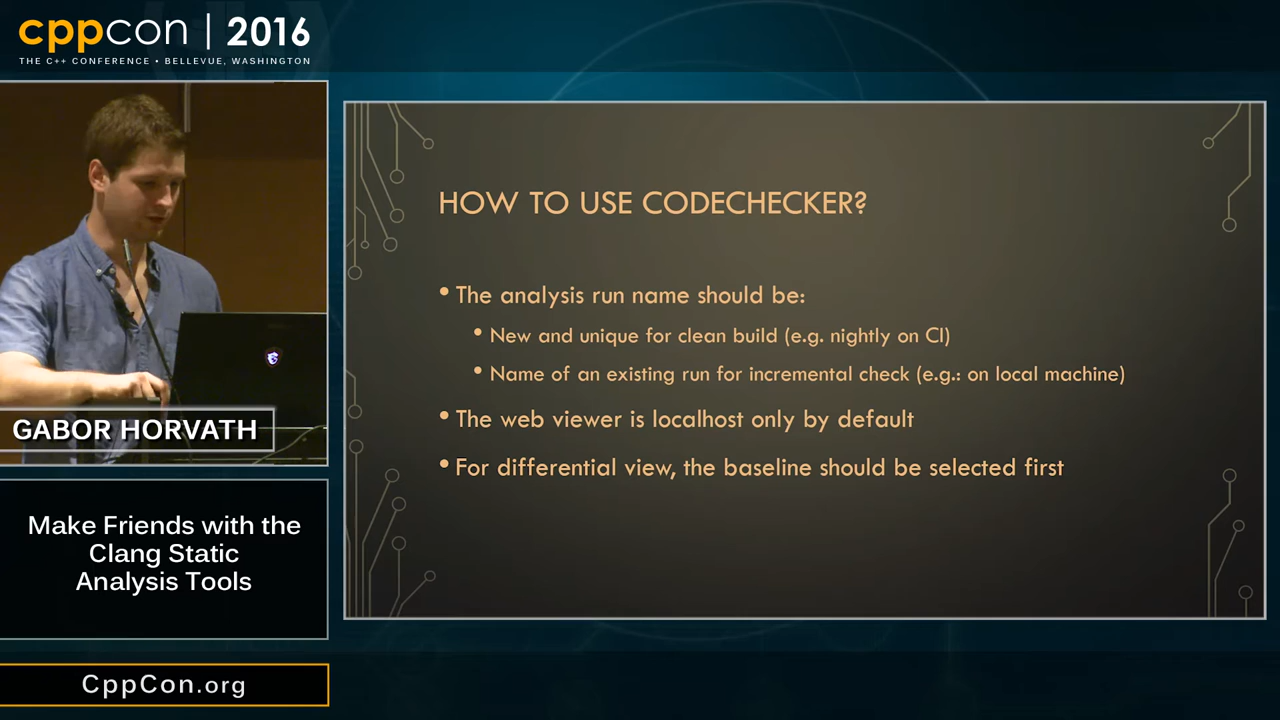 cppcon | 2016
THE C++ CONFERENCE • BELLEVUE, WASHINGTON
GABOR HORVATH
Make Friends with the
Clang Static
Analysis Tools
CppCon.org
HOW TO USE CODECHECKER?
• The analysis run name should be:
• New and unique for clean build (e.g. nightly on CI)
• Name of an existing run for incremental check (e.g.: on local machine)
• The web viewer is localhost only by default
• For differential view, the baseline should be selected first